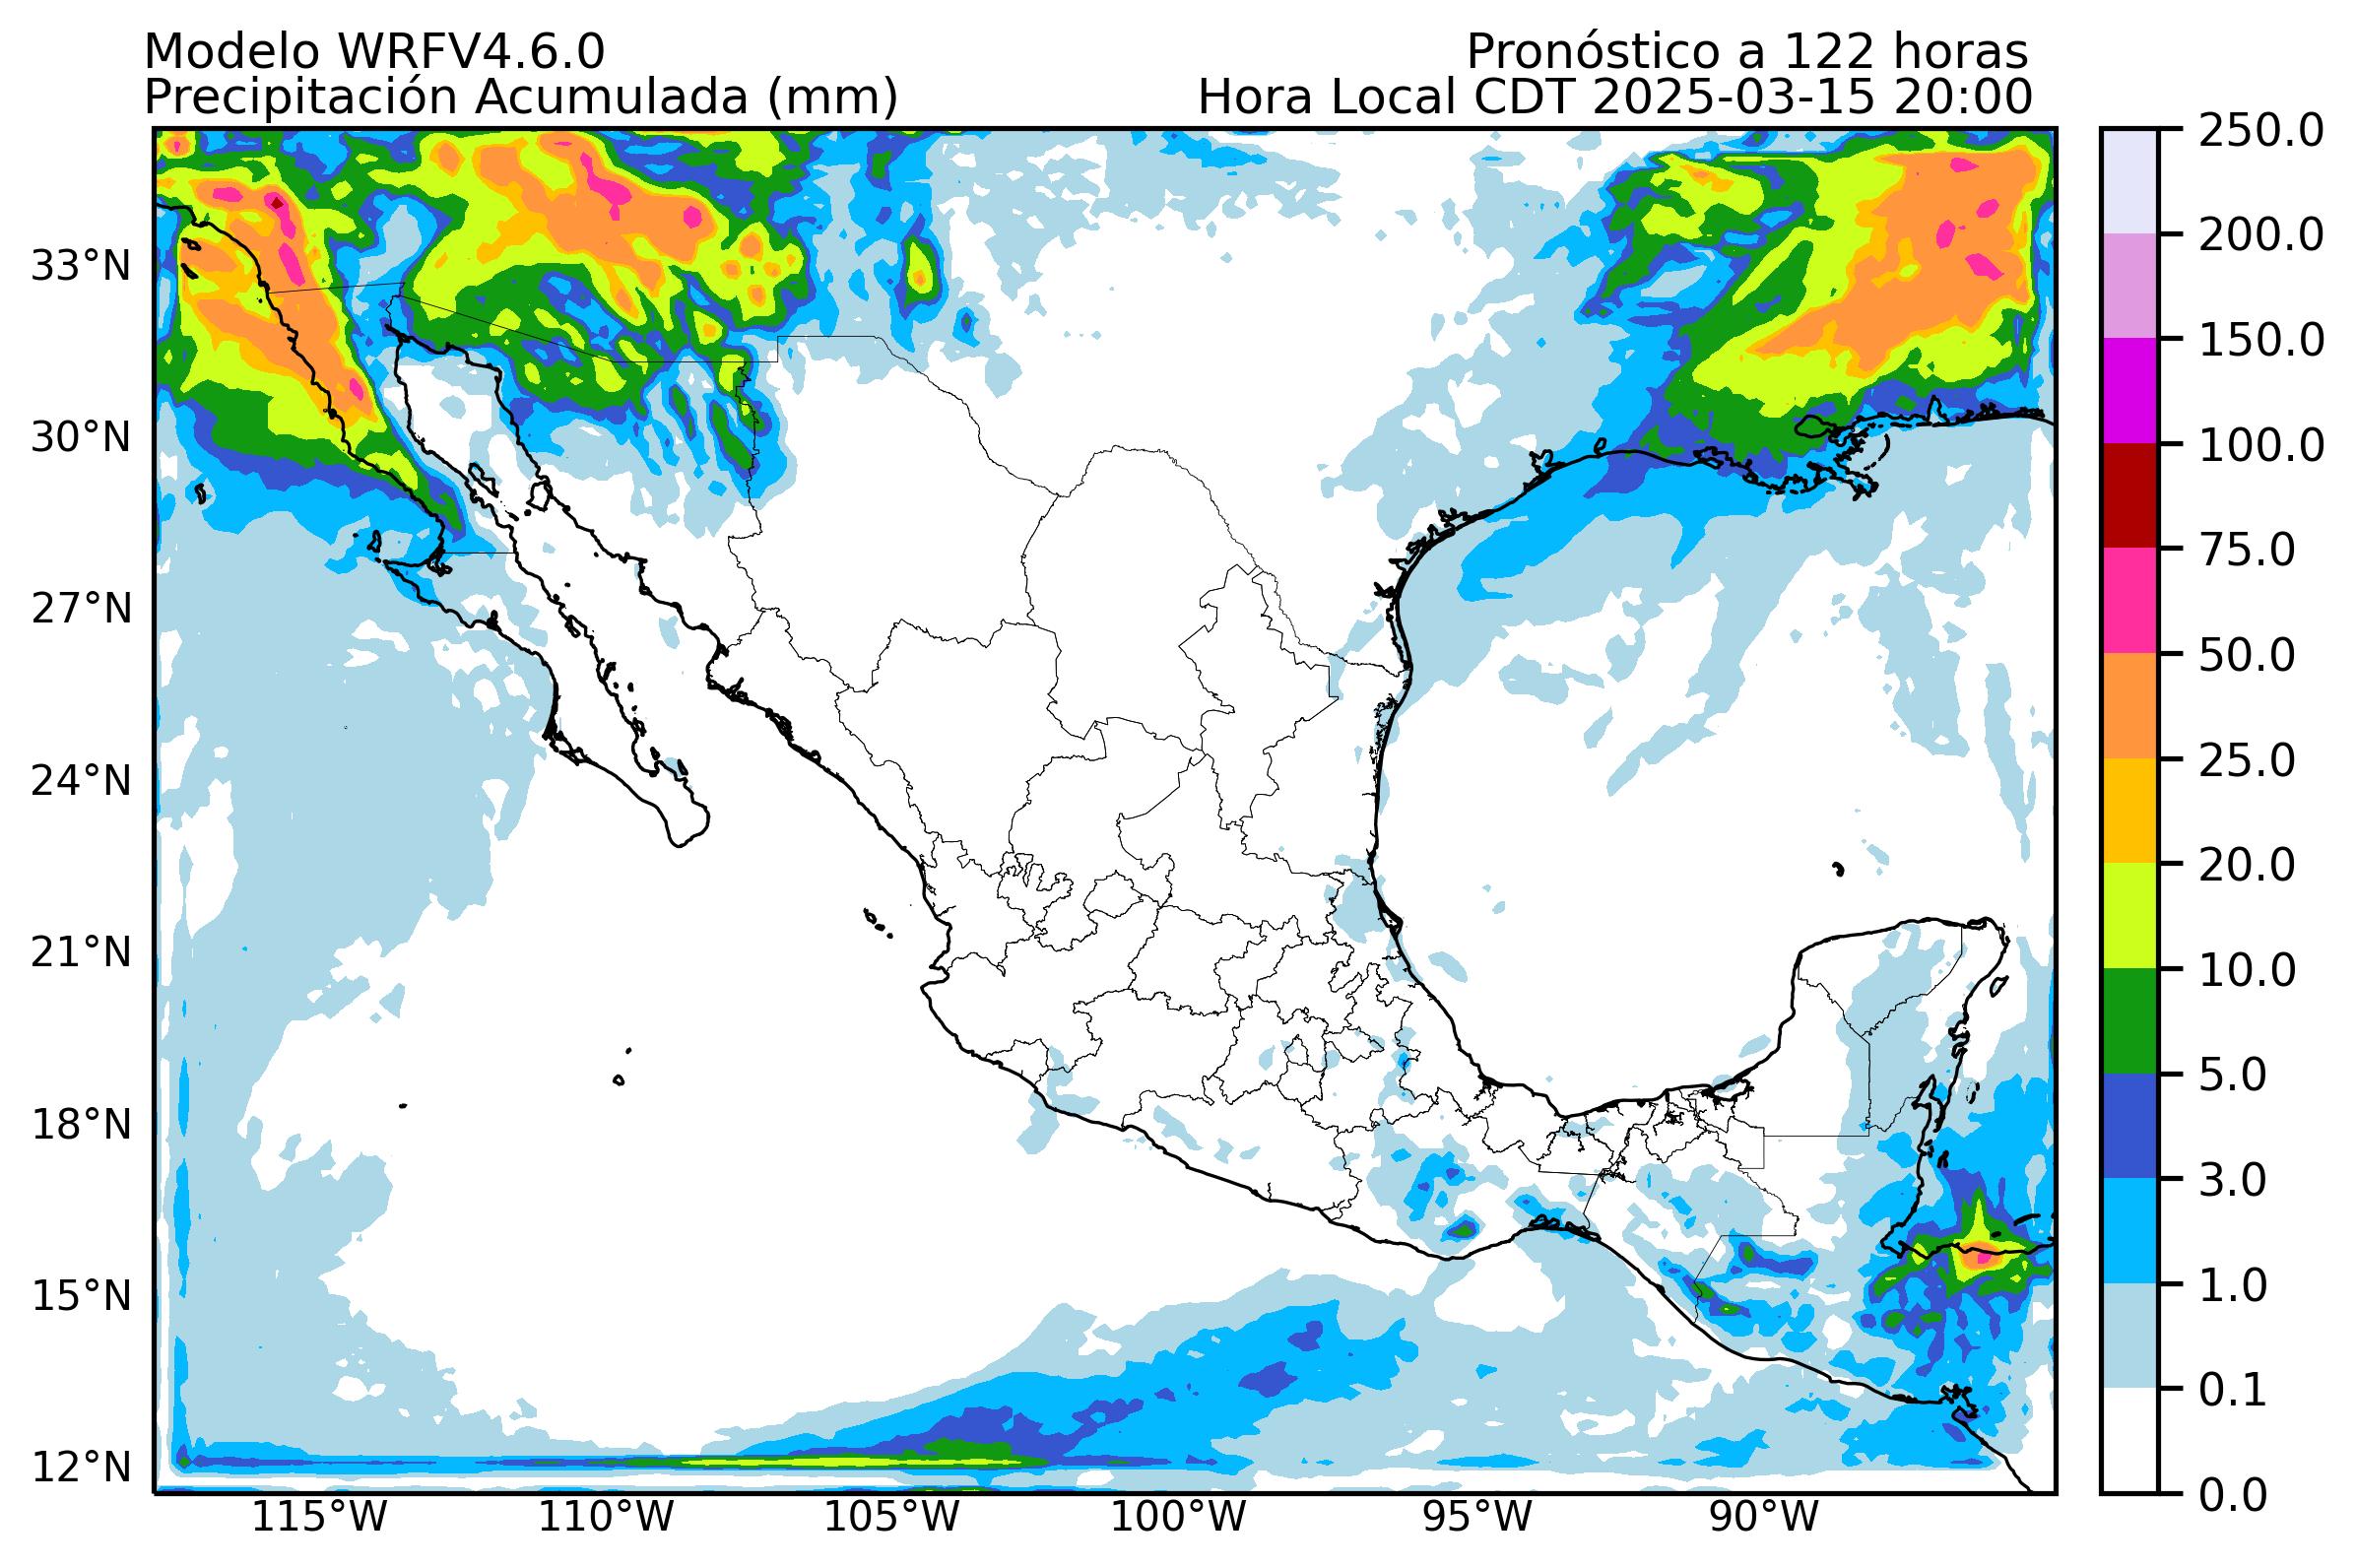 Modelo WRFV4.6.0
Pronóstico a 122 horas
Precipitación Acumulada (mm)
Hora Local CDT 2025-03-15 20:00
250.0
200.0
150.0
100.0
75.0
50.0
25.0
20.0
10.0
5.0
3.0
1.0
0.1
0.0
33°N
30°N
27°N
24°N
21°N
18°N
15°N
12°N
115°W
110°W
105°W
100°W
95°W
90°W